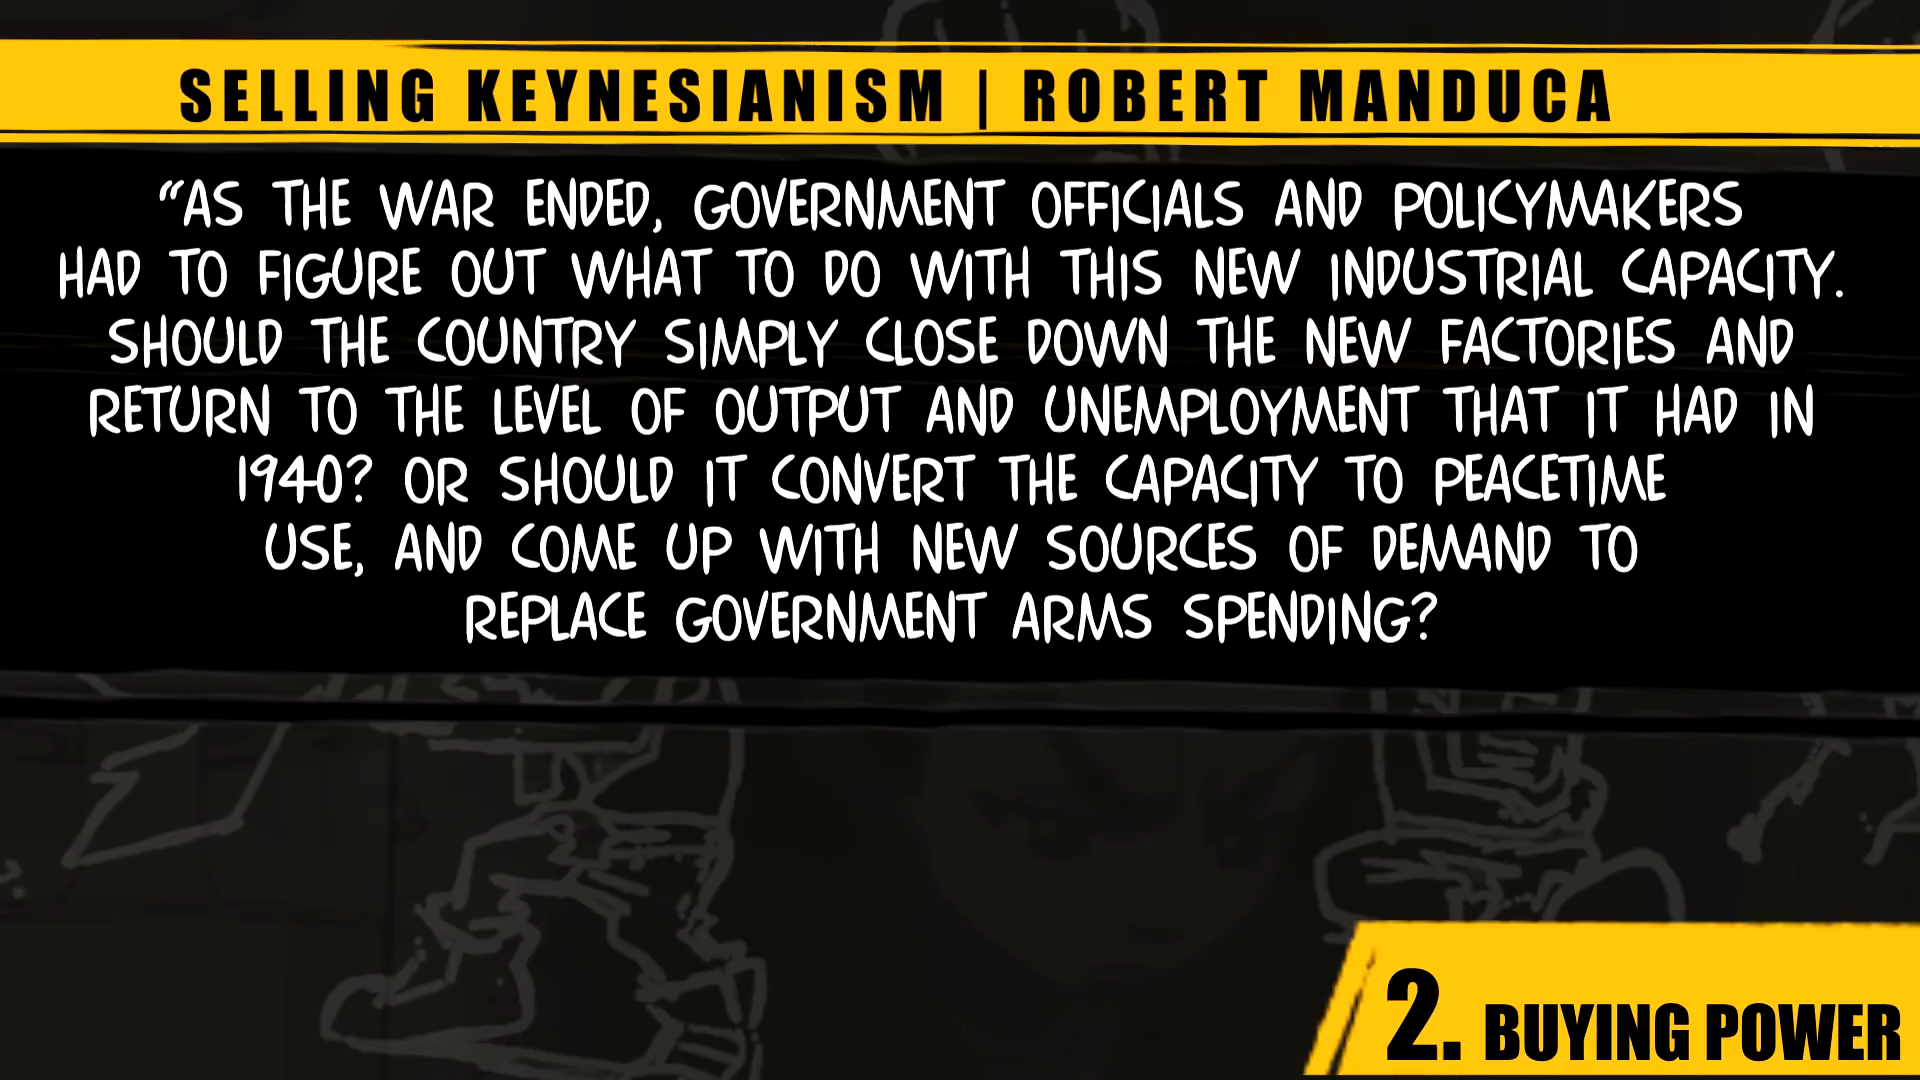 SELLING KEYNESIANISM | ROBERT MANDUCA
“AS THE WAR ENDED, GOVERNMENT OFFICIALS AND POLICYMAKERS
HAD TO FIGURE OUT WHAT TO DO WITH THIS NEW INDUSTRIAL CAPACITY.
SHOULD THE COUNTRY SIMPLY CLOSE DOWN THE NEW FACTORIES AND
RETURN TO THE LEVEL OF OUTPUT AND UNEMPLOYMENT THAT IT HAD IN
1940? OR SHOULD IT CONVERT THE CAPACITY TO PEACETIME
USE, AND COME UP WITH NEW SOURCES OF DEMAND TO
REPLACE GOVERNMENT ARMS SPENDING?
2. BUYING POWER